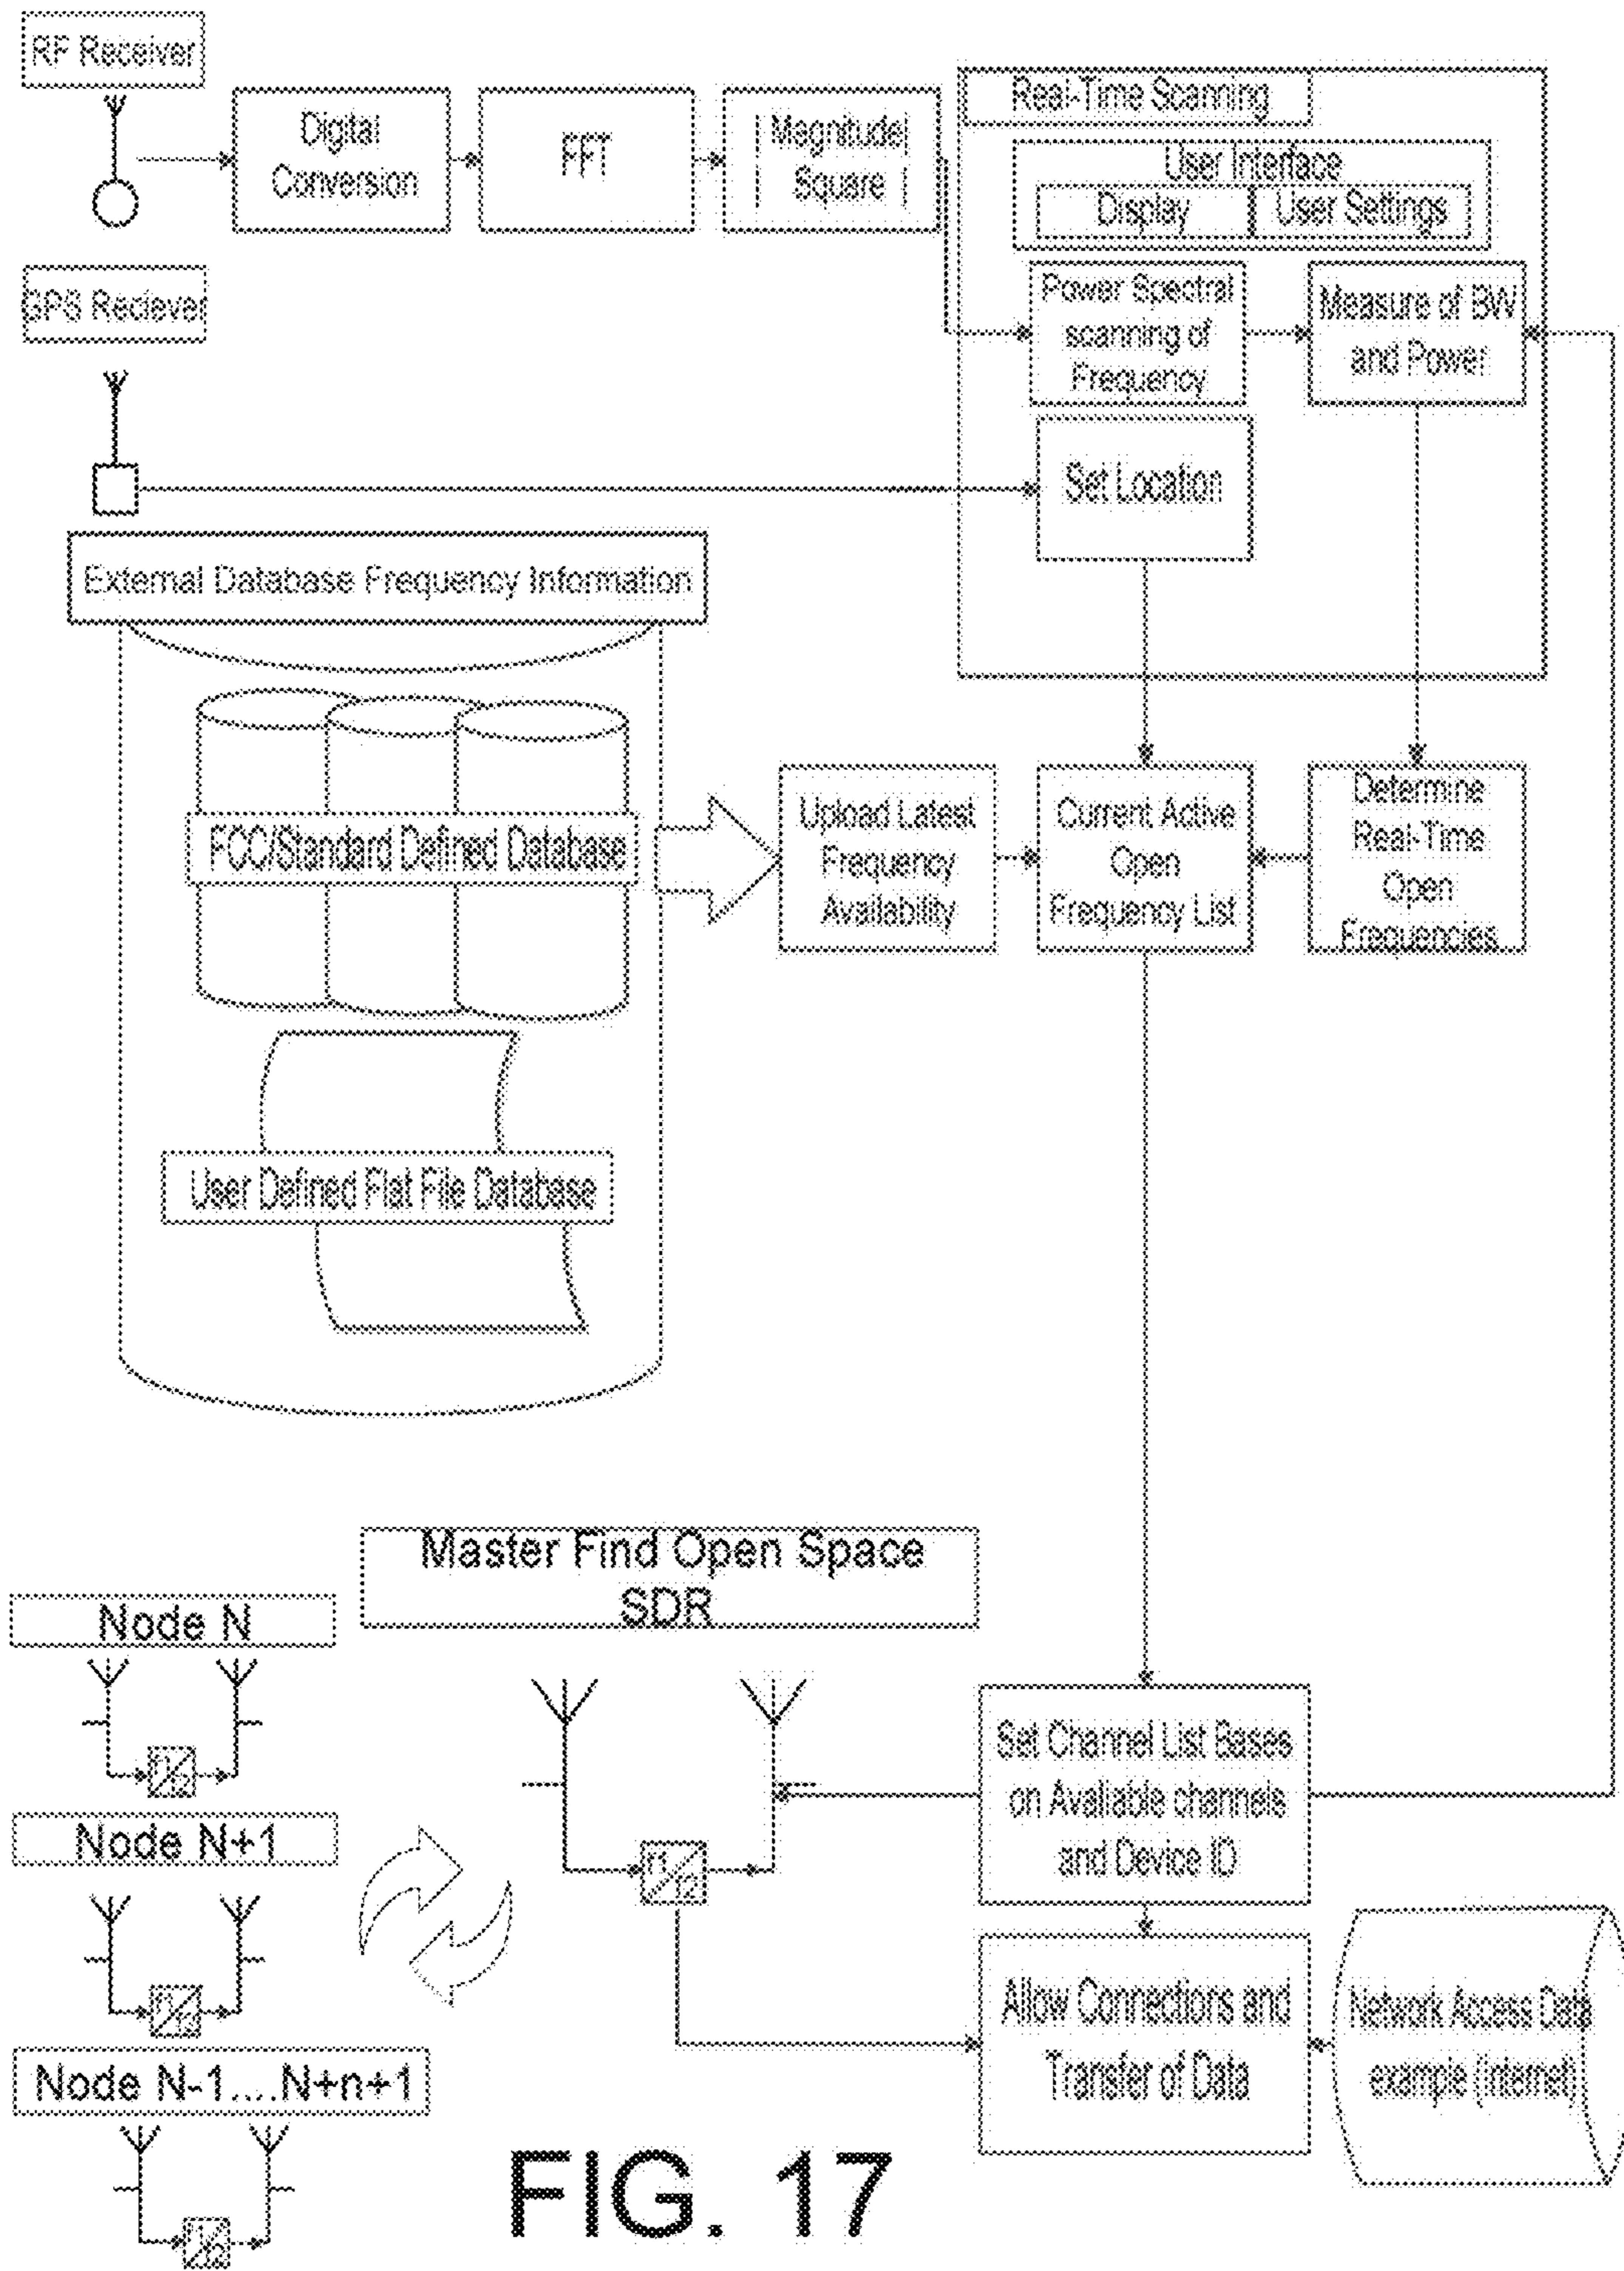 RF Receiver
Digital
Conversion
FFT
Magnitude
Square
Real-Time Scanning
User Interface
Display
User Settings
GPS Reciever
Power Spectral
scanning of
Frequency
Measure of BW
and Power
Set Location
External Database Frequency Information
FCC/Standard Defined Database
Upload Latest
Frequency
Availability
Current Active
Open
Frequency List
Determine
Real-Time
Open
Frequencies
User Defined Flat File Database
Master Find Open Space
SDR
Node N
Node N+1
Node N-1....N+n+1
Set Channel List Bases
on Avaliable channels
and Device ID
f1
f2
Allow Connections and
Transfer of Data
Network Access Data
example (internet)
FIG. 17